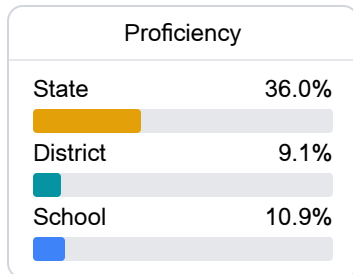 Proficiency
State 36.0%
District 9.1%
School 10.9%